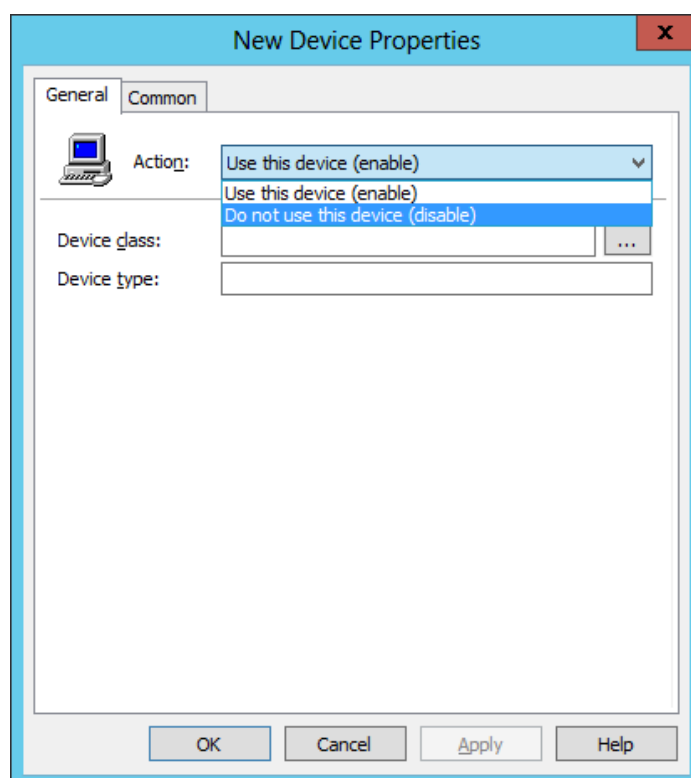 New Device Properties
x
General Common
Action: Use this device (enable)
Use this device (enable)
Do not use this device (disable)
Device class: ...
Device type:
OK Cancel Apply Help